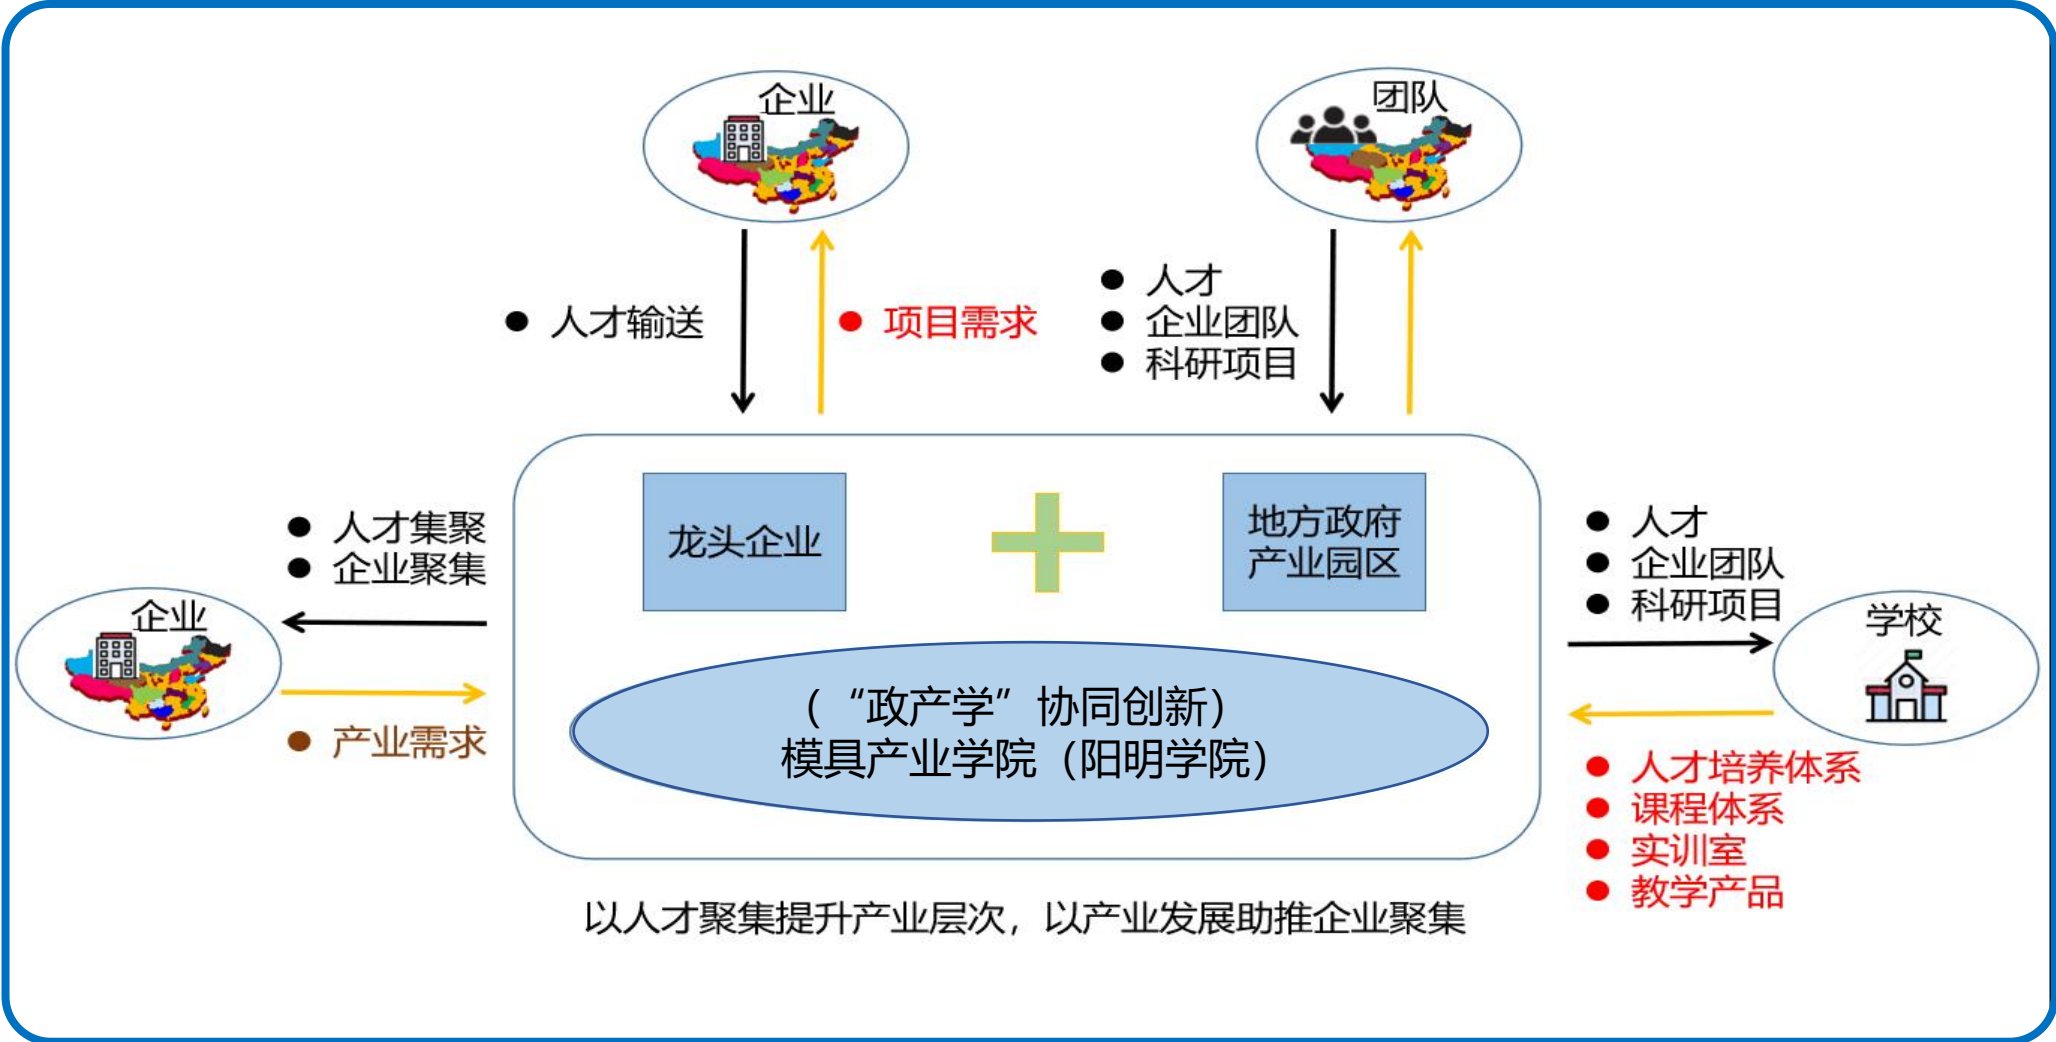 企业
团队
● 人才输送
● 项目需求
● 人才
● 企业团队
● 科研项目
龙头企业
地方政府
产业园区
● 人才集聚
● 企业聚集
企业
● 产业需求
● 人才
● 企业团队
● 科研项目
学校
（“政产学”协同创新）
模具产业学院（阳明学院）
● 人才培养体系
● 课程体系
● 实训室
● 教学产品
以人才聚集提升产业层次，以产业发展助推企业聚集